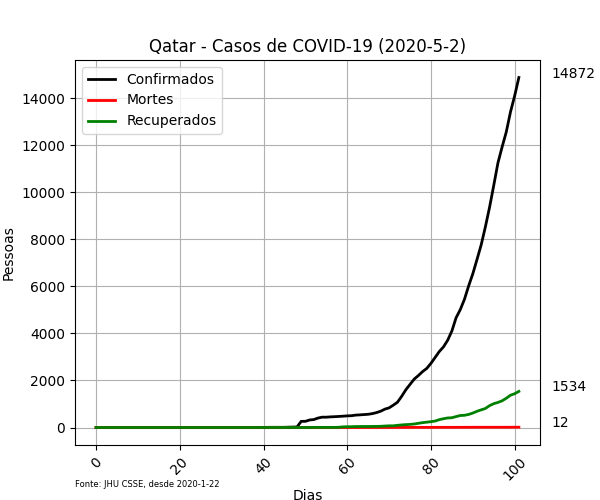 Qatar - Casos de COVID-19 (2020-5-2)
Confirmados
Mortes
Recuperados
14872
1534
12
Pessoas
14000
12000
10000
8000
6000
4000
2000
0
0
20
40
60
80
100
Fonte: JHU CSSE, desde 2020-1-22
Dias